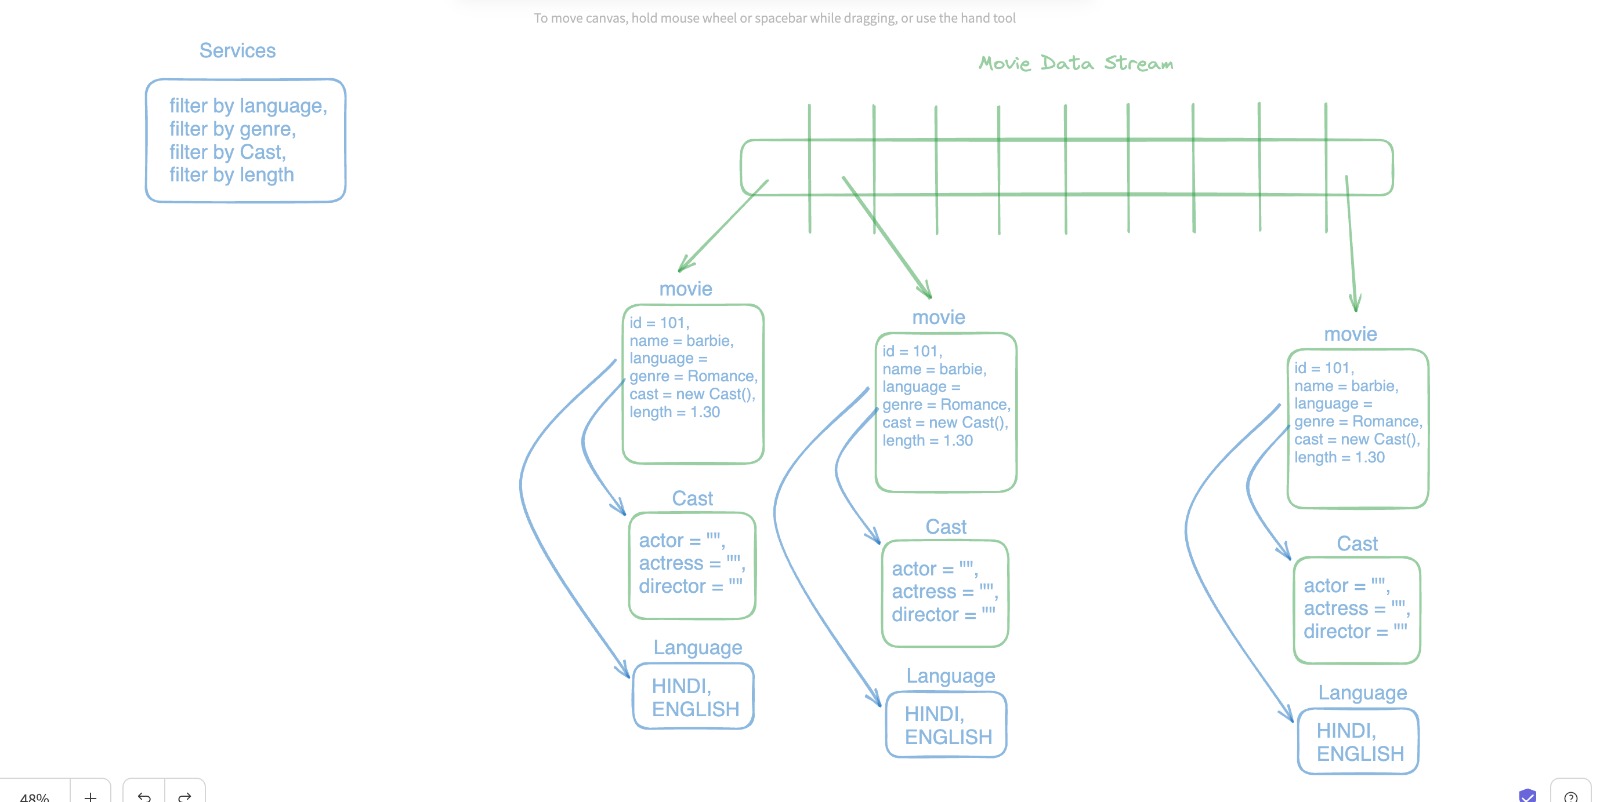 To move canvas, hold mouse wheel or spacebar while dragging, or use the hand tool
Services
filter by language,
filter by genre,
filter by Cast,
filter by length
Movie Data Stream
movie
id = 101,
name = barbie,
language =
genre = Romance,
cast = new Cast(),
length = 1.30
Cast
actor = "",
actress = "",
director = ""
Language
HINDI,
ENGLISH
movie
id = 101,
name = barbie,
language =
genre = Romance,
cast = new Cast(),
length = 1.30
Cast
actor = "",
actress = "",
director = ""
Language
HINDI,
ENGLISH
movie
id = 101,
name = barbie,
language =
genre = Romance,
cast = new Cast(),
length = 1.30
Cast
actor = "",
actress = "",
director = ""
Language
HINDI,
ENGLISH
48%